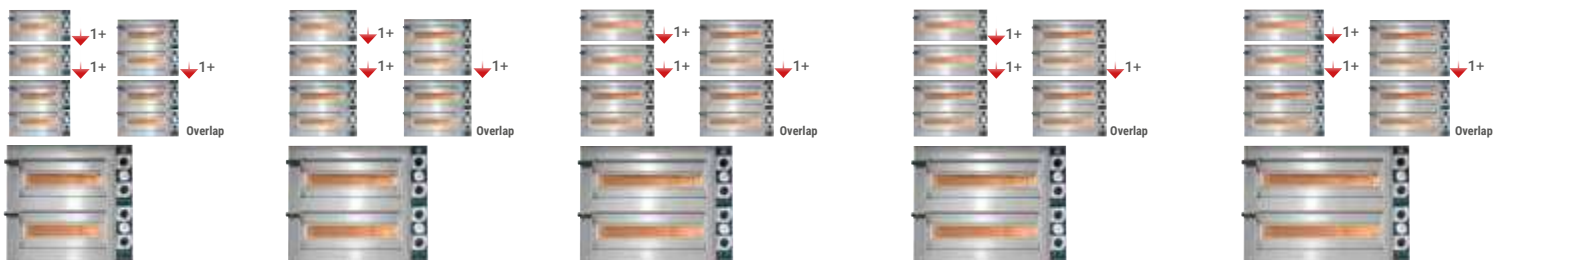 1+ 1+ 1+ 1+ 1+
1+ 1+ 1+ 1+ 1+ 1+ 1+ 1+ 1+ 1+
Overlap Overlap Overlap Overlap Overlap